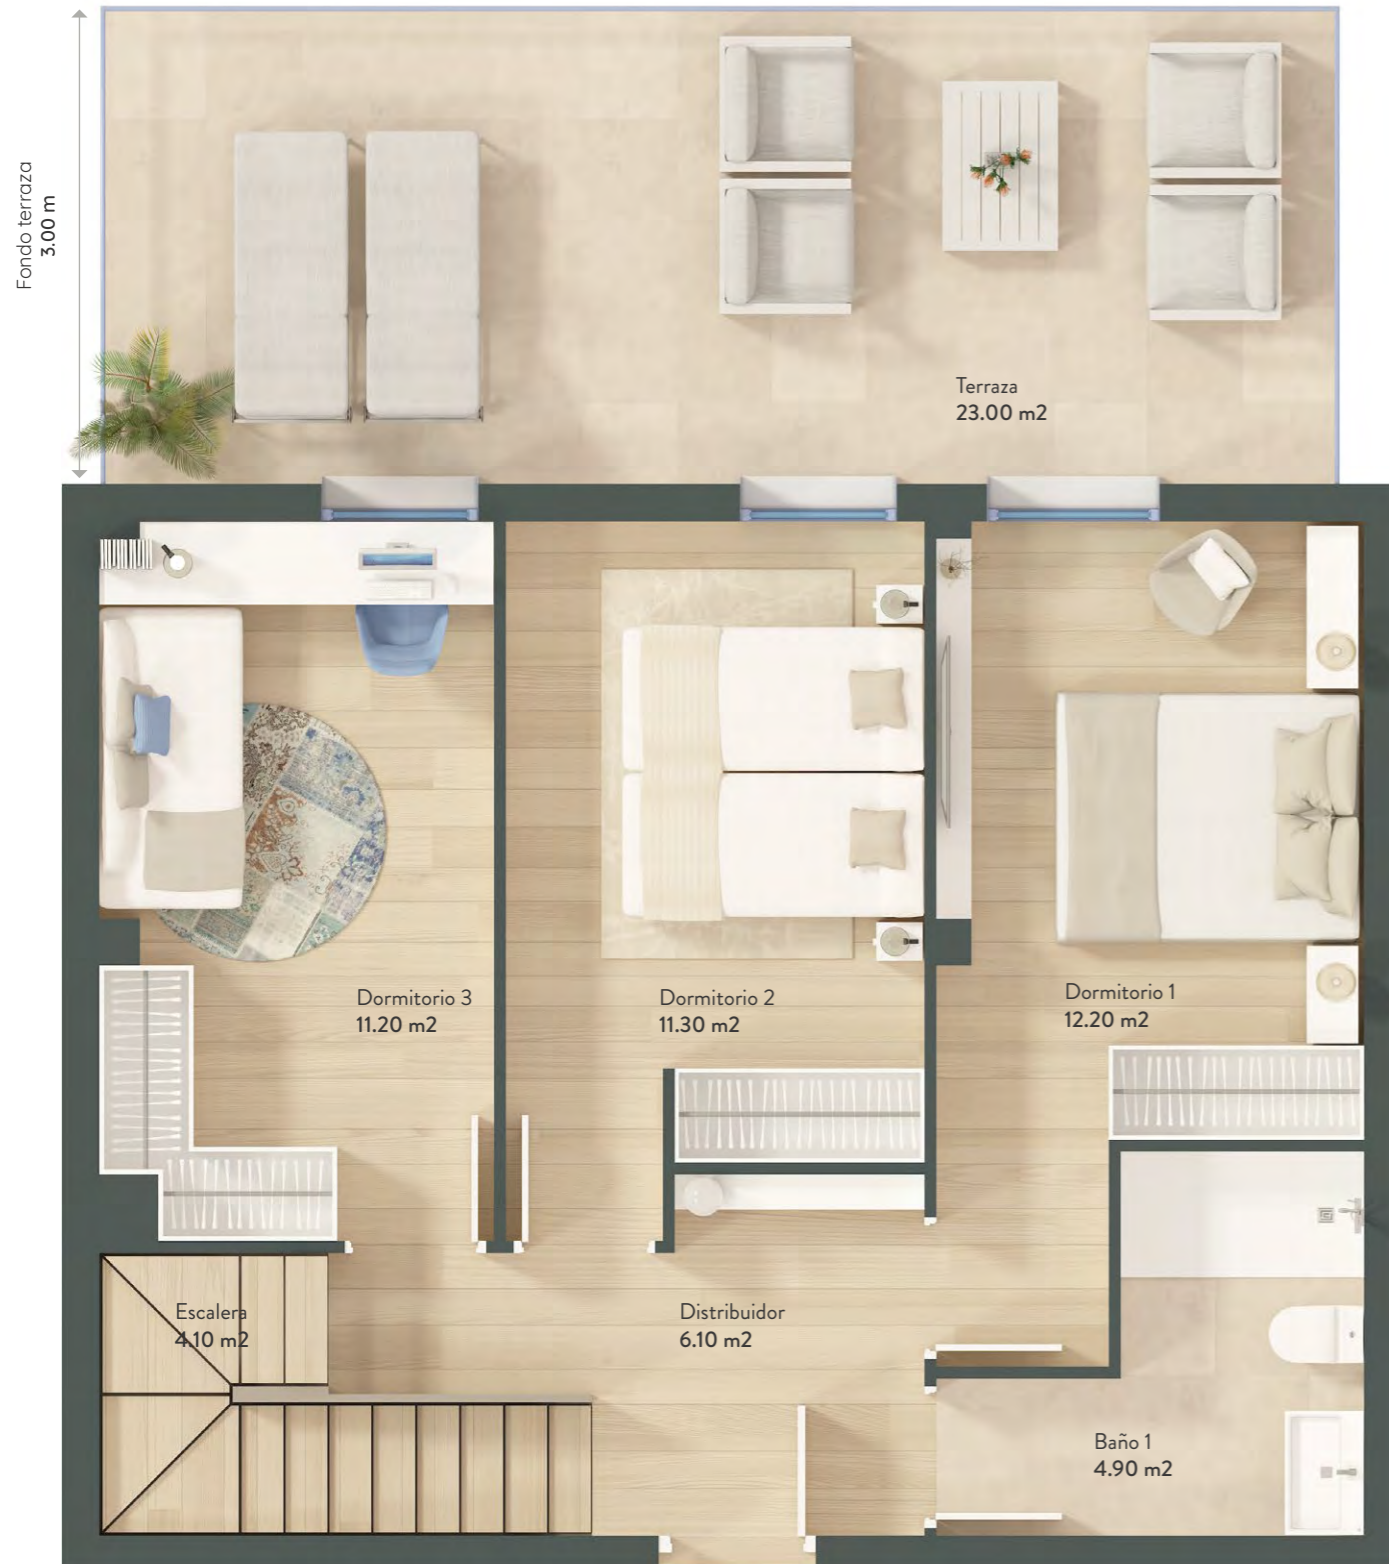 Fondo terraza
3.00 m
Terraza
23.00 m2
Dormitorio 3
11.20 m2
Dormitorio 2
11.30 m2
Dormitorio 1
12.20 m2
Escalera
4.10 m2
Distribuidor
6.10 m2
Baño 1
4.90 m2